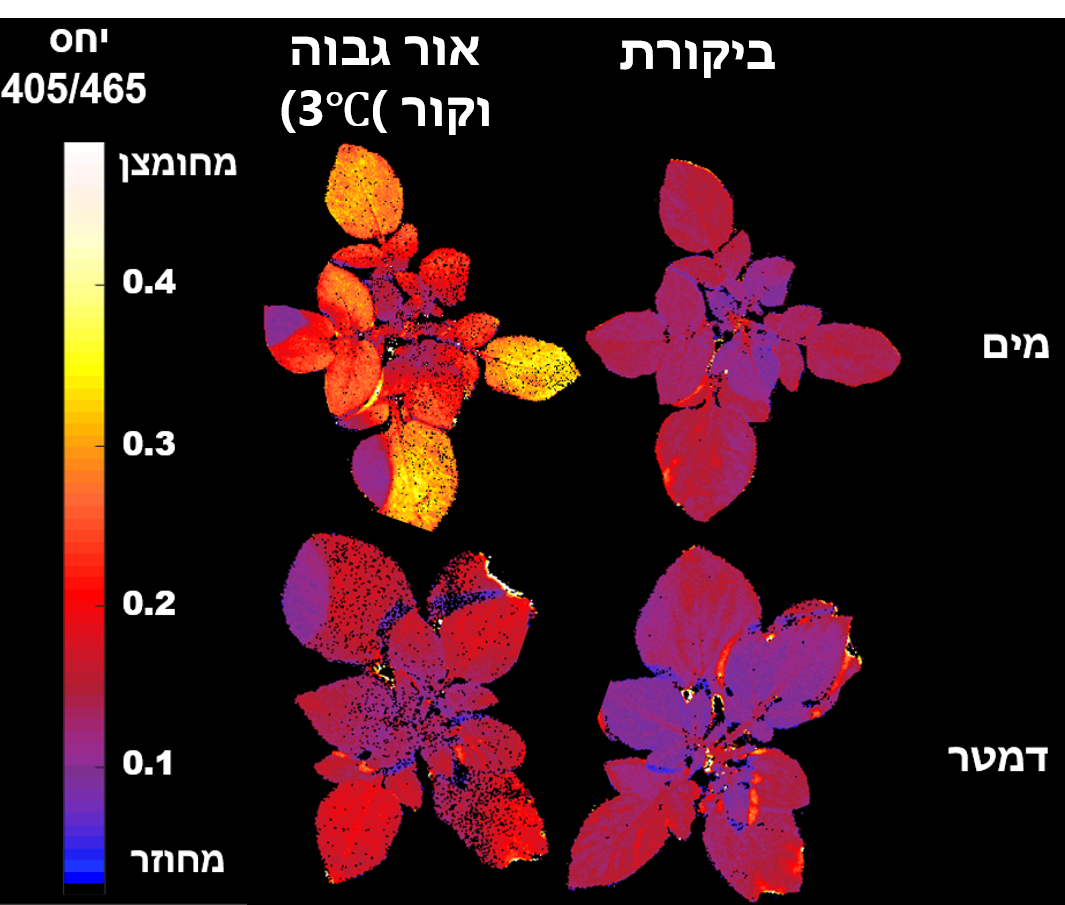 יחס
405/465
אור גבוה
וקור (3°C)
ביקורת
מחומצן
0.4
0.3
0.2
0.1
מחוזר
מים
דמטר